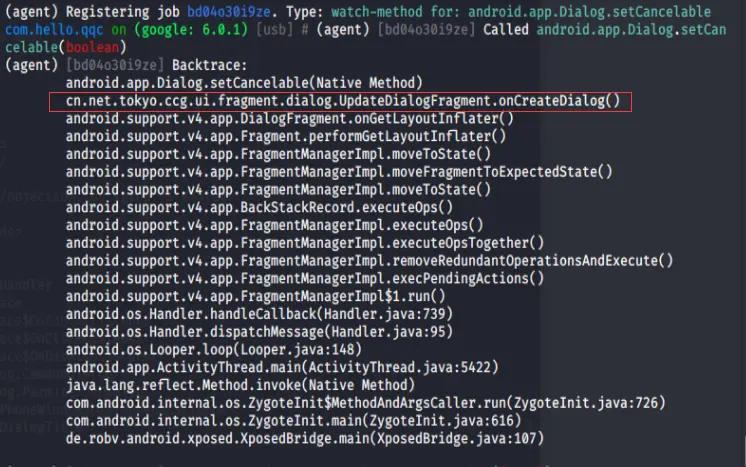 (agent) Registering job bd04o30i9ze. Type: watch-method for: android.app.Dialog.setCancelable
com.hello.qqc on (google: 6.0.1) [usb] # (agent) [bd04o30i9ze] Called android.app.Dialog.setCan
celable(boolean)
(agent) [bd04o30i9ze] Backtrace:
android.app.Dialog.setCancelable(Native Method)
cn.net.tokyo.ccg.ui.fragment.dialog.UpdateDialogFragment.onCreateDialog()
android.support.v4.app.DialogFragment.onGetLayoutInflater()
android.support.v4.app.Fragment.performGetLayoutInflater()
android.support.v4.app.FragmentManagerImpl.moveToState()
android.support.v4.app.FragmentManagerImpl.moveFragmentToExpectedState()
android.support.v4.app.FragmentManagerImpl.moveToState()
android.support.v4.app.BackStackRecord.executeOps()
android.support.v4.app.FragmentManagerImpl.executeOps()
android.support.v4.app.FragmentManagerImpl.executeOpsTogether()
android.support.v4.app.FragmentManagerImpl.removeRedundantOperationsAndExecute()
android.support.v4.app.FragmentManagerImpl.execPendingActions()
android.support.v4.app.FragmentManagerImpl$1.run()
android.os.Handler.handleCallback(Handler.java:739)
android.os.Handler.dispatchMessage(Handler.java:95)
android.os.Looper.loop(Looper.java:148)
android.app.ActivityThread.main(ActivityThread.java:5422)
java.lang.reflect.Method.invoke(Native Method)
com.android.internal.os.ZygoteInit$MethodAndArgsCaller.run(ZygoteInit.java:726)
com.android.internal.os.ZygoteInit.main(ZygoteInit.java:616)
de.robv.android.xposed.XposedBridge.main(XposedBridge.java:107)